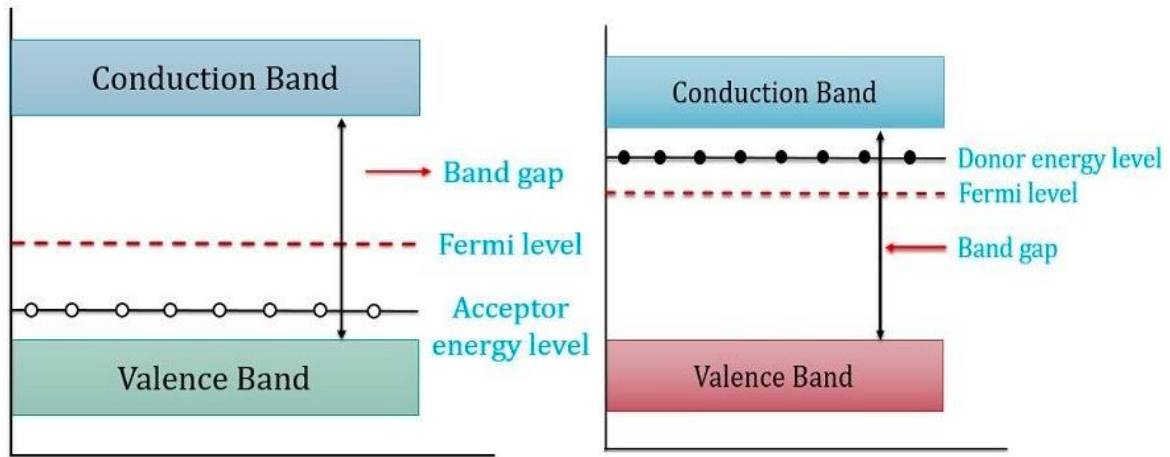 Conduction Band
Band gap
Fermi level
Acceptor
energy level
Valence Band
Conduction Band
Donor energy level
Fermi level
Band gap
Valence Band